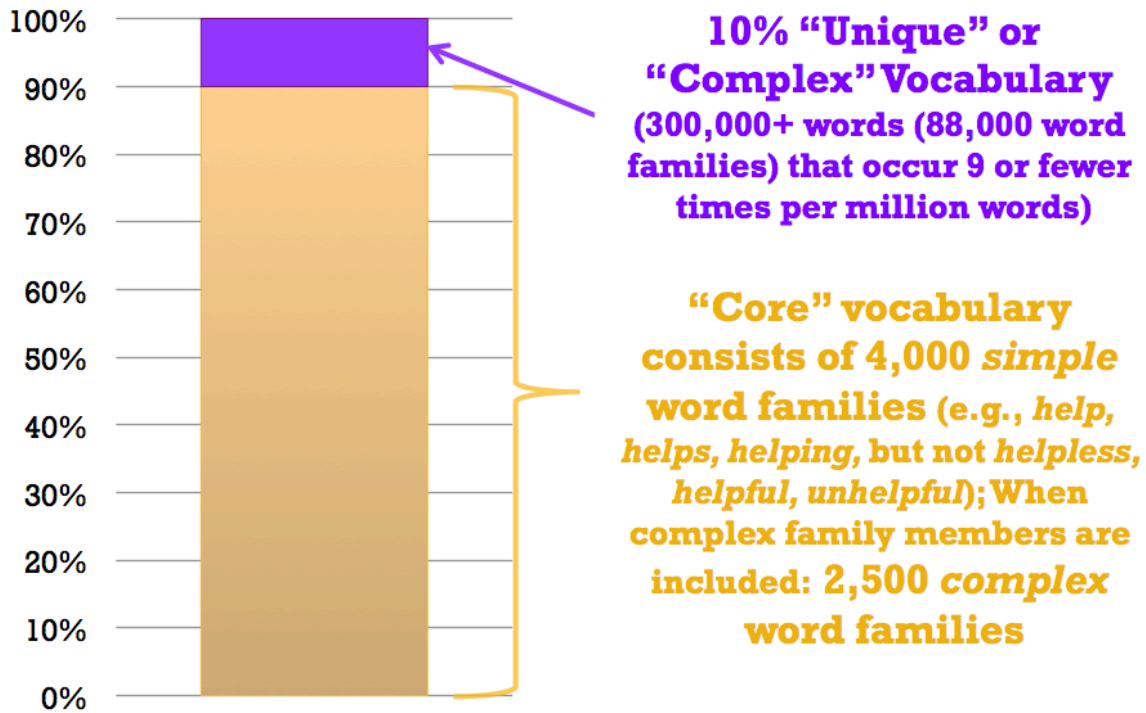 100%
90%
80%
70%
60%
50%
40%
30%
20%
10%
0%
10% “Unique” or
“Complex” Vocabulary
(300,000+ words (88,000 word
families) that occur 9 or fewer
times per million words)
“Core” vocabulary
consists of 4,000 simple
word families (e.g., help,
helps, helping, but not helpless,
helpful, unhelpful); When
complex family members are
included: 2,500 complex
word families